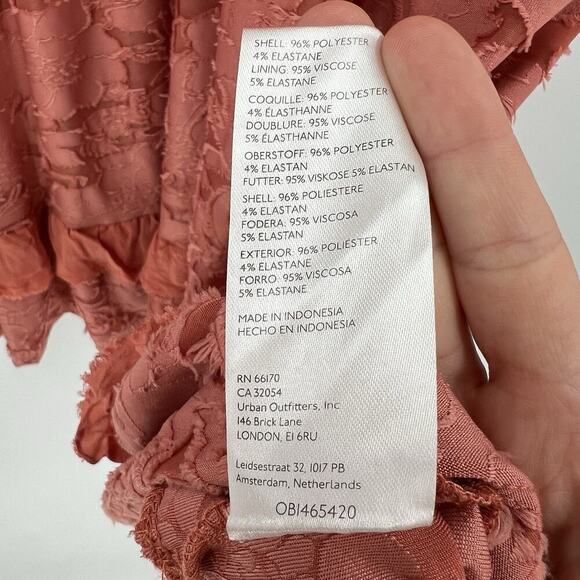 SHELL: 96% POLYESTER
4% ELASTANE
LINING: 95% VISCOSE
5% ELASTANE
COQUILLE: 96% POLYESTER
4% ÉLASTHANNE
DOUBLURE: 95% VISCOSE
5% ÉLASTHANNE
OBERSTOFF: 96% POLYESTER
4% ELASTAN
FUTTER: 95% VISKOSE 5% ELASTAN
SHELL: 96% POLIESTERE
4% ELASTAN
FODERA: 95% VISCOSA
5% ELASTAN
EXTERIOR: 96% POLIÉSTER
4% ELASTANE
FORRO: 95% VISCOSA
5% ELASTANE
MADE IN INDONESIA
HECHO EN INDONESIA
RN 66170
CA 32054
Urban Outfitters, Inc
146 Brick Lane
LONDON, E1 6RU
Leidsestraat 32, 1017 PB
Amsterdam, Netherlands
OB1465420